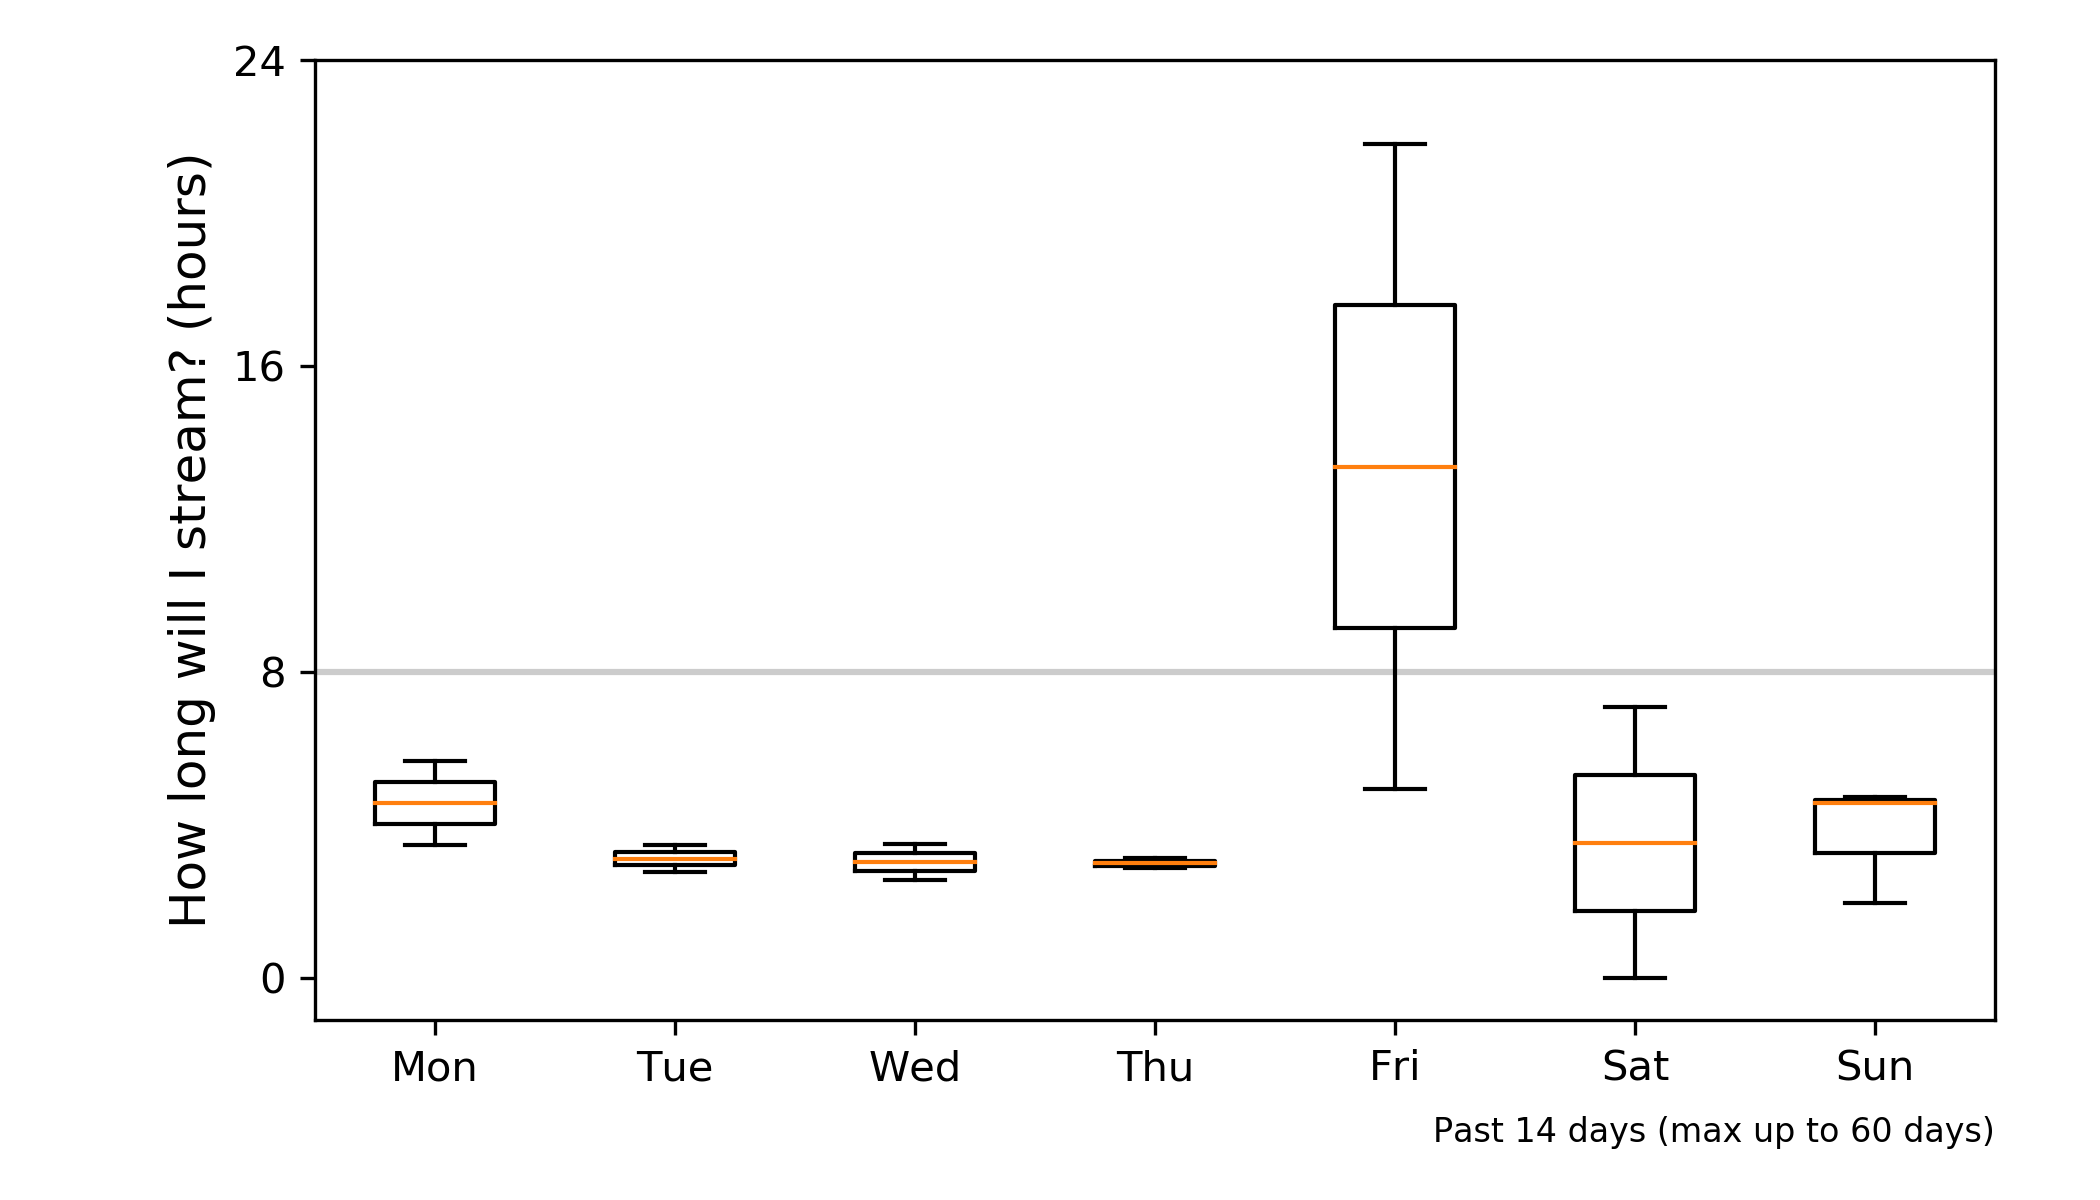 How long will I stream? (hours)
24
16
8
0
Mon Tue Wed Thu Fri Sat Sun
Past 14 days (max up to 60 days)